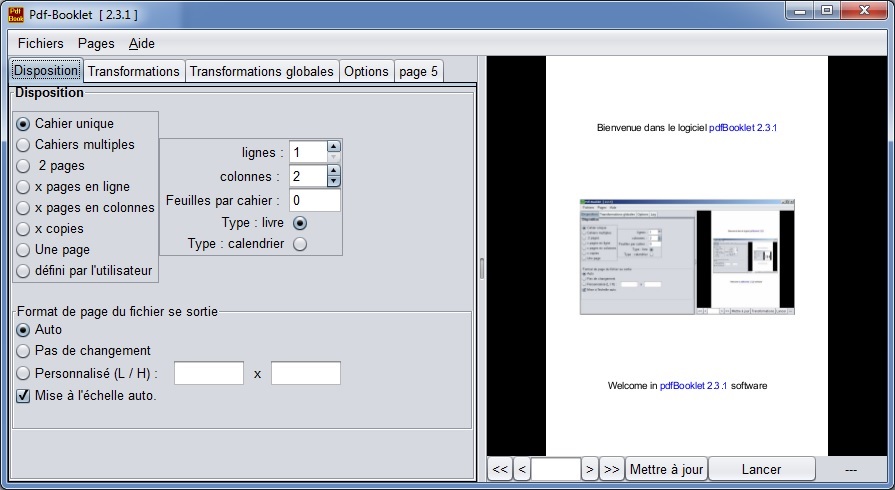 Pdf Book
Pdf-Booklet [ 2.3.1 ]
Fichiers Pages Aide
Disposition Transformations Transformations globales Options page 5
Disposition
Cahier unique
Cahiers multiples
2 pages
x pages en ligne
x pages en colonnes
x copies
Une page
défini par l'utilisateur
lignes : 1
colonnes : 2
Feuilles par cahier : 0
Type : livre
Type : calendrier
Format de page du fichier se sortie
Auto
Pas de changement
Personnalisé (L / H) : x
Mise à l'échelle auto.
Bienvenue dans le logiciel pdfBooklet 2.3.1
Welcome in pdfBooklet 2.3.1 software
<< < > >> Mettre à jour Lancer ---